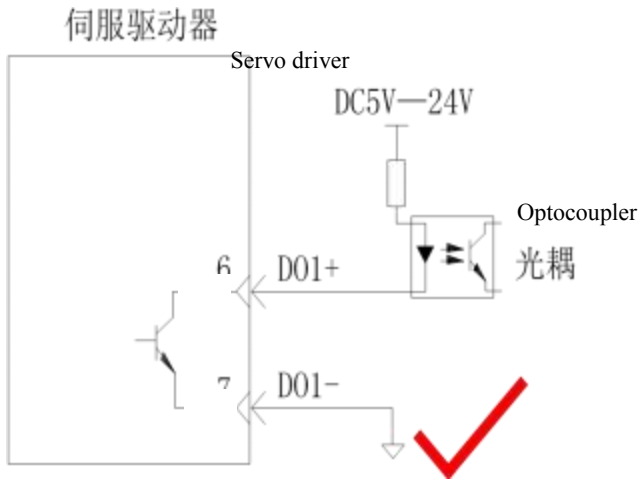 伺服驱动器
Servo driver
DC5V—24V
Optocoupler
光耦
6 DO1+
7 DO1-